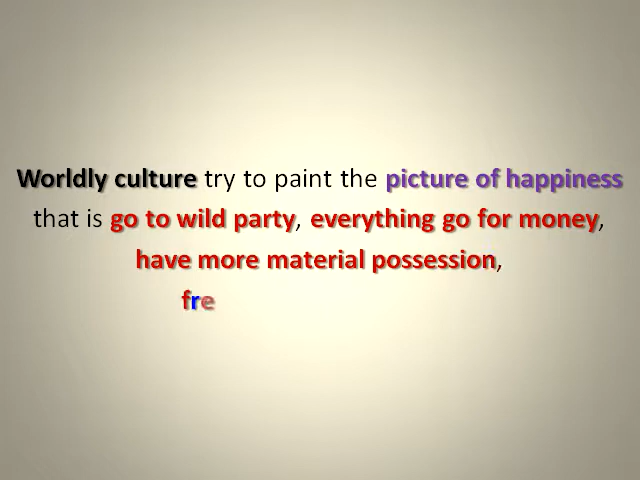 Worldly culture try to paint the picture of happiness
that is go to wild party, everything go for money,
have more material possession,
fre